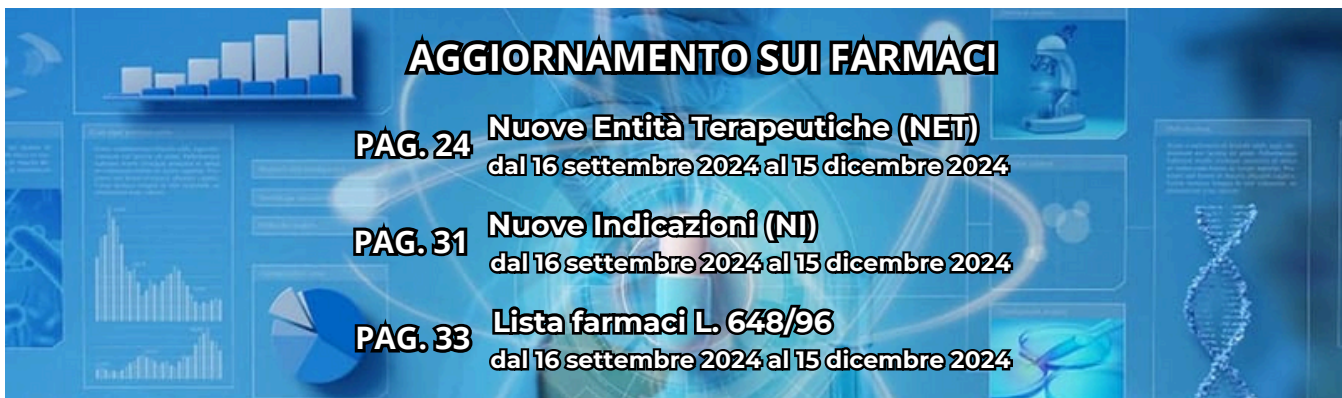 AGGIORNAMENTO SUI FARMACI
PAG. 24
Nuove Entità Terapeutiche (NET)
dal 16 settembre 2024 al 15 dicembre 2024
PAG. 31
Nuove Indicazioni (NI)
dal 16 settembre 2024 al 15 dicembre 2024
PAG. 33
Lista farmaci L. 648/96
dal 16 settembre 2024 al 15 dicembre 2024